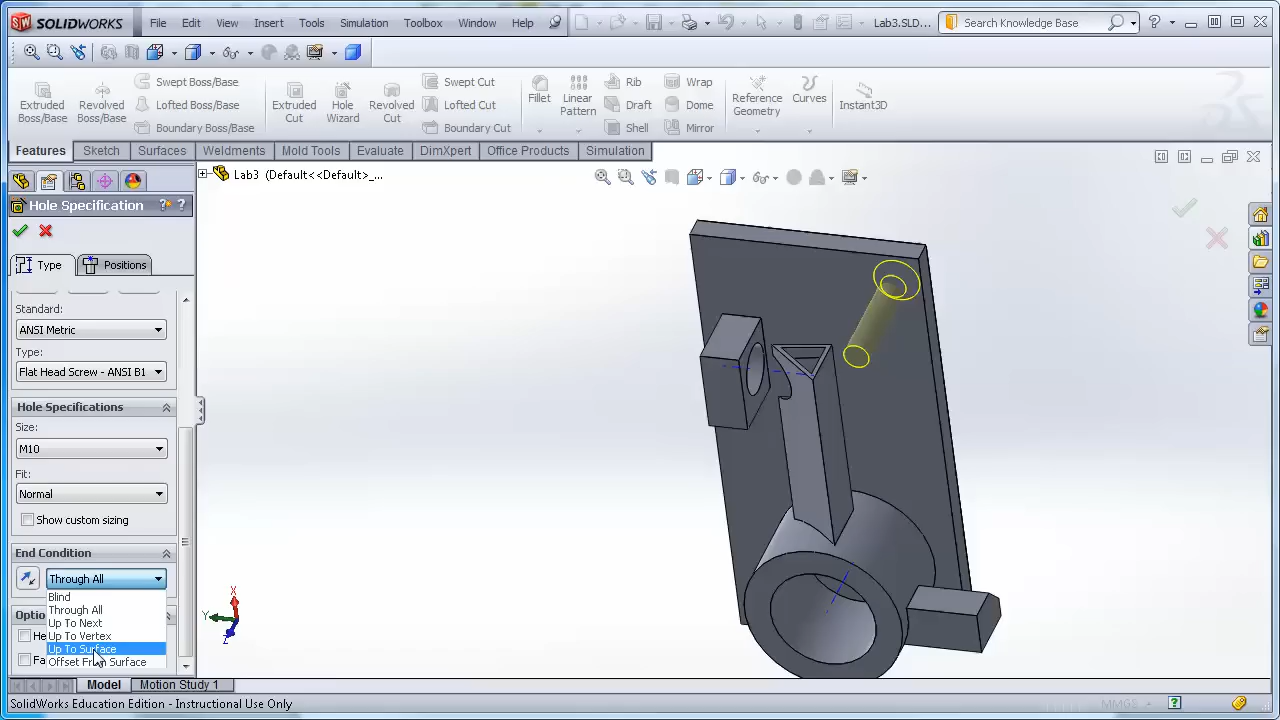 SOLIDWORKS File Edit View Insert Tools Simulation Toolbox Window Help Lab3.SLD... Search Knowledge Base ?
Extruded Boss/Base
Revolved Boss/Base
Swept Boss/Base
Lofted Boss/Base
Boundary Boss/Base
Extruded Cut
Hole Wizard
Revolved Cut
Swept Cut
Lofted Cut
Boundary Cut
Fillet
Linear Pattern
Rib
Draft
Shell
Wrap
Dome
Mirror
Reference Geometry
Curves
Instant3D
Features Sketch Surfaces Weldments Mold Tools Evaluate DimXpert Office Products Simulation
Lab3 (Default<<Default>_...
Hole Specification ? ?
Type Positions
Standard:
ANSI Metric
Type:
Flat Head Screw - ANSI B1
Hole Specifications
Size:
M10
Fit:
Normal
Show custom sizing
End Condition
Through All
Blind
Through All
Up To Next
Up To Vertex
Up To Surface
Offset From Surface
Optio
He
Fa
X
Y
Z
Model Motion Study 1
SolidWorks Education Edition - Instructional Use Only MMGS ?